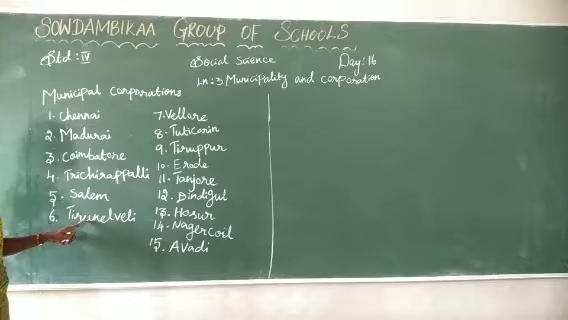 SOWDAMBIKAA GROUP OF SCHOOLS
Std: IV
Social Science
Day: 16
Ln: 3 Municipality and corporation
Municipal Corporations
1. Chennai
2. Madurai
3. Coimbatore
4. Trichirappalli
5. Salem
6. Tirunelveli
7. Vellore
8. Tuticorin
9. Tiruppur
10. Erode
11. Tanjore
12. Dindigul
13. Hosur
14. Nagercoil
15. Avadi